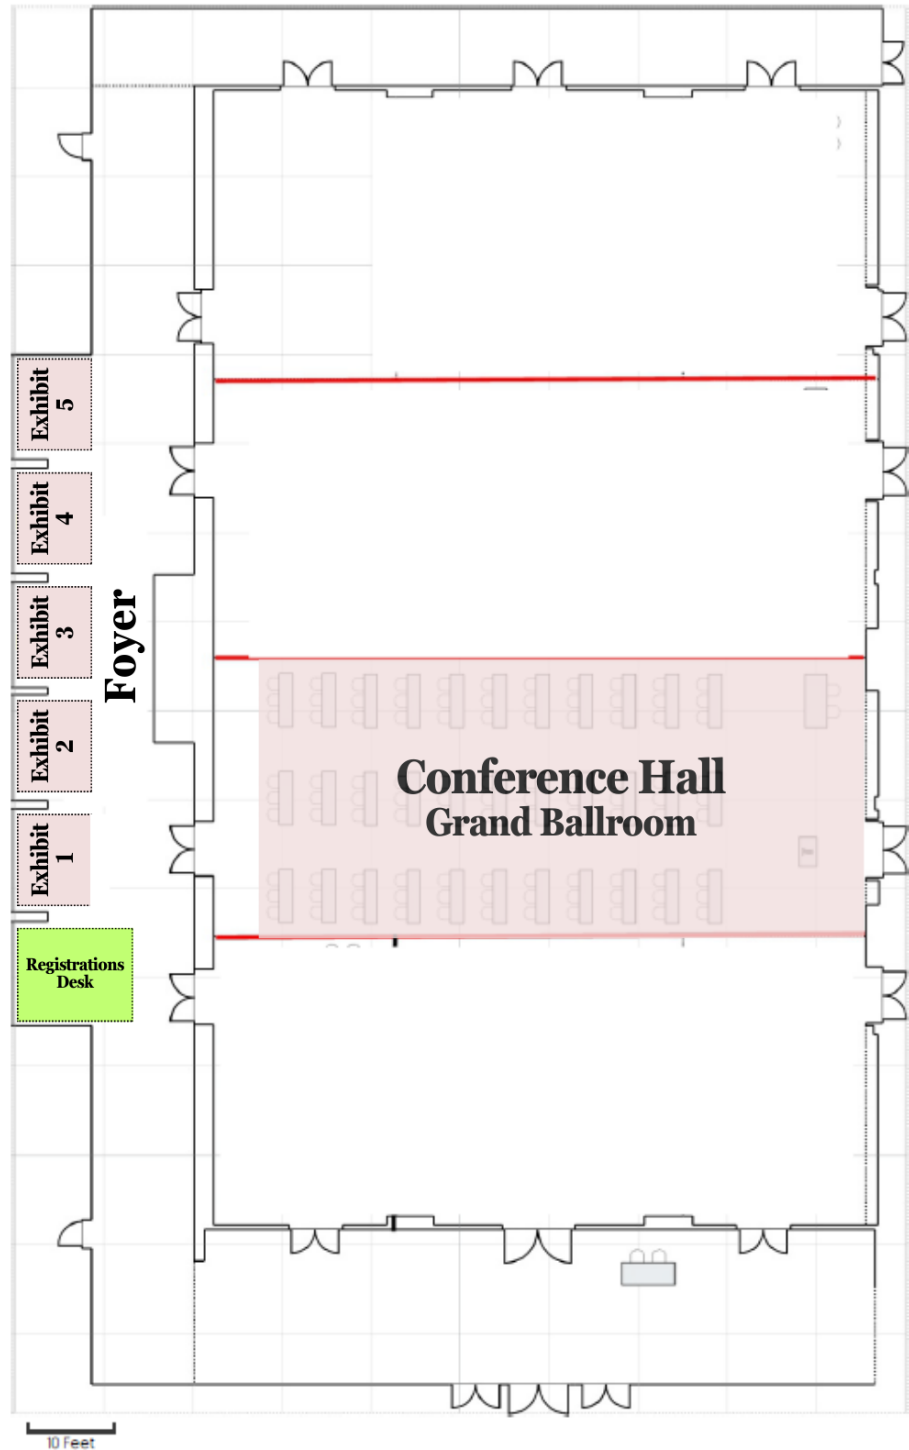 Exhibit
5
Exhibit
4
Exhibit
3
Foyer
Exhibit
2
Conference Hall
Grand Ballroom
Exhibit
1
Registrations
Desk
10 Feet